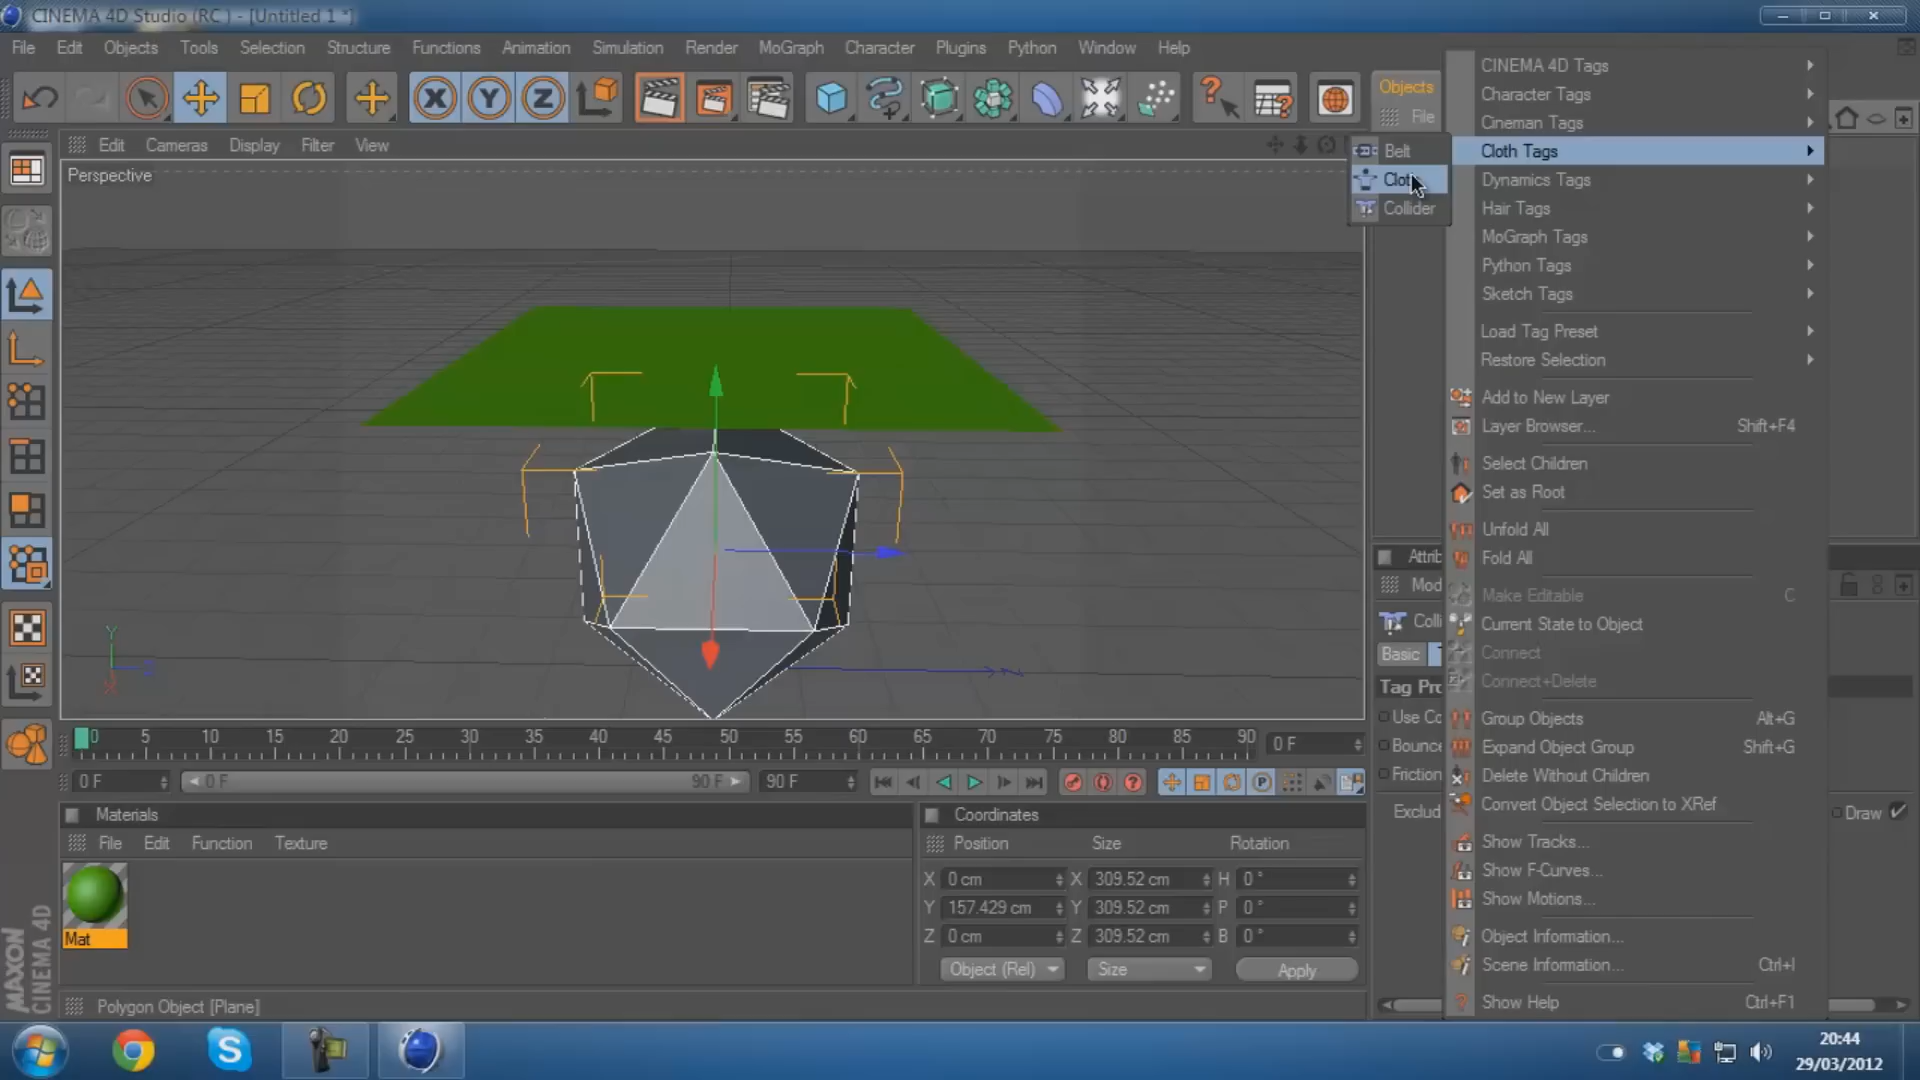 CINEMA 4D Studio (RC ) - [Untitled 1 *]
File Edit Objects Tools Selection Structure Functions Animation Simulation Render MoGraph Character Plugins Python Window Help
Objects
File
Edit Cameras Display Filter View
Perspective
Belt
Collider
CINEMA 4D Tags
Character Tags
Cineman Tags
Cloth Tags
Dynamics Tags
Hair Tags
MoGraph Tags
Python Tags
Sketch Tags
Load Tag Preset
Restore Selection
Add to New Layer
Layer Browser... Shift+F4
Select Children
Set as Root
Unfold All
Fold All
Make Editable C
Current State to Object
Connect
Connect+Delete
Group Objects Alt+G
Expand Object Group Shift+G
Delete Without Children
Convert Object Selection to XRef
Show Tracks...
Show F-Curves...
Show Motions...
Object Information...
Scene Information... Ctrl+I
Show Help Ctrl+F1
Attrib
Mod
Colli
Basic
Tag Pro
Use Co
Bounce
Friction
Exclud
Draw
Y
Z
X
0 5 10 15 20 25 30 35 40 45 50 55 60 65 70 75 80 85 90 0 F
0 F 0 F 90 F 90 F
Materials
File Edit Function Texture
Mat
Coordinates
Position Size Rotation
X 0 cm X 309.52 cm H 0 °
Y 157.429 cm Y 309.52 cm P 0 °
Z 0 cm Z 309.52 cm B 0 °
Object (Rel) Size Apply
MAXON
CINEMA 4D
Polygon Object [Plane]
20:44
29/03/2012